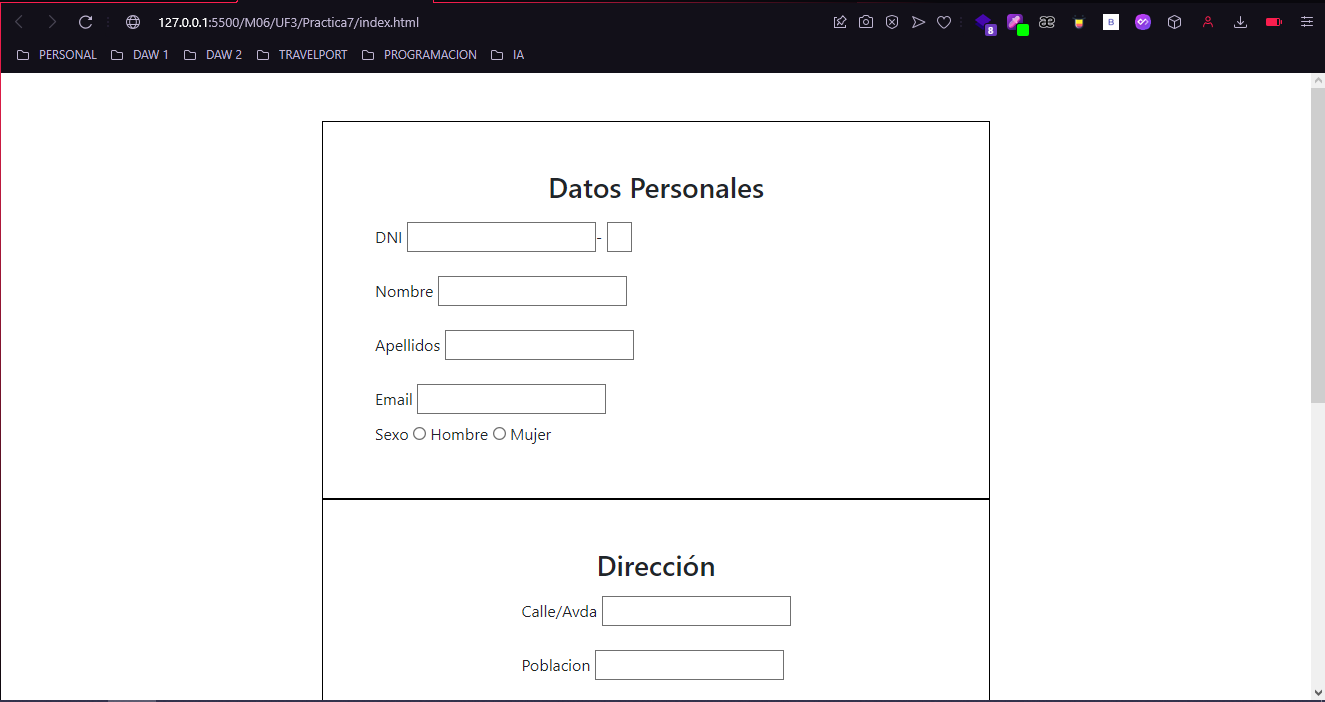 127.0.0.1:5500/M06/UF3/Practica7/index.html
8
B
PERSONAL DAW 1 DAW 2 TRAVELPORT PROGRAMACION IA
Datos Personales
DNI -
Nombre
Apellidos
Email
Sexo Hombre Mujer
Dirección
Calle/Avda
Poblacion